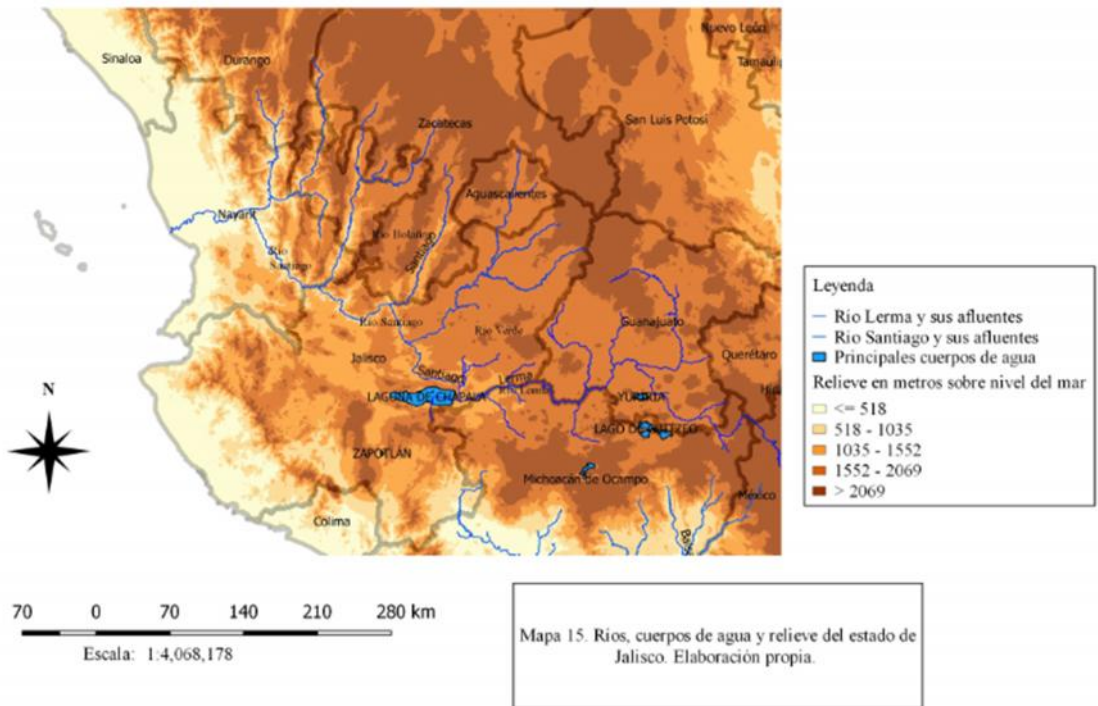 Nuevo León
Sinaloa
Durango
Tamaulip
Zacatecas
San Luis Potosí
Aguascalientes
Nayarit
Río Bolaños
Santiago
Río
Santiago
Río Santiago
Río Verde
Guanajuato
Jalisco
Querétaro
Santiago
Lerma
Río Lerma
LAGUNA DE CHAPALA
YURIRIA
LAGO DE CUITZEO
ZAPOTLÁN
Michoacán de Ocampo
México
Colima
Leyenda
Río Lerma y sus afluentes
Río Santiago y sus afluentes
Principales cuerpos de agua
Relieve en metros sobre nivel del mar
<= 518
518 - 1035
1035 - 1552
1552 - 2069
> 2069
N
70 0 70 140 210 280 km
Escala: 1:4,068,178
Mapa 15. Ríos, cuerpos de agua y relieve del estado de
Jalisco. Elaboración propia.